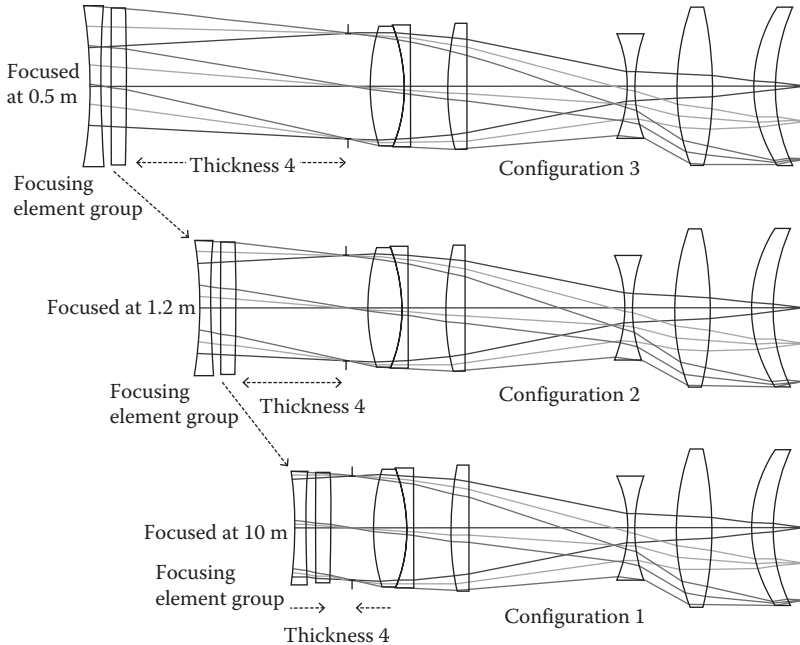 Focused
at 0.5 m
Thickness 4
Configuration 3
Focusing
element group
Focused at 1.2 m
Configuration 2
Focusing
element group
Thickness 4
Focused at 10 m
Focusing
element group
Configuration 1
Thickness 4